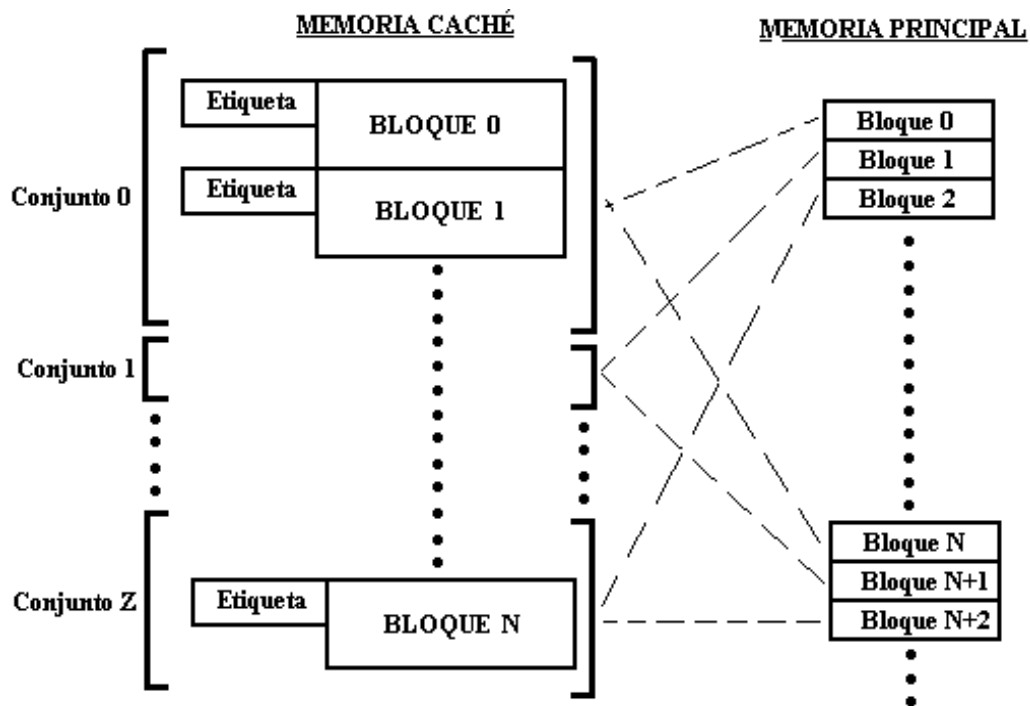 MEMORIA CACHÉ
MEMORIA PRINCIPAL
Conjunto 0
Etiqueta
BLOQUE 0
Etiqueta
BLOQUE 1
Conjunto 1
Conjunto Z
Etiqueta
BLOQUE N
Bloque 0
Bloque 1
Bloque 2
Bloque N
Bloque N+1
Bloque N+2